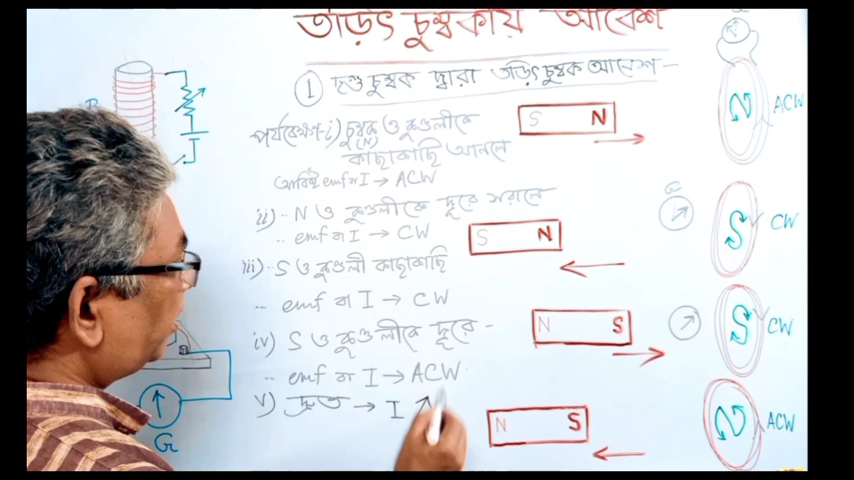 তড়িৎ চুম্বকীয় আবেশ
1 দণ্ড চুম্বক দ্বারা তড়িৎ চুম্বক আবেশ -
S N
ACW
পর্যবেক্ষণ - i) চুম্বক ও কুণ্ডলীকে
(N)
কাছাকাছি আনলে
আবিষ্ট emf বা I → ACW
ii) - N ও কুণ্ডলীকে দূরে সরালে
.. emf বা I → CW
S N
G
S CW
iii) - S ও কুণ্ডলী কাছাকাছি
.. emf বা I → CW
N S
S CW
iv) S ও কুণ্ডলীকে দূরে -
.. emf বা I → ACW
v) দ্রুত → I ↑
N S
N ACW
G